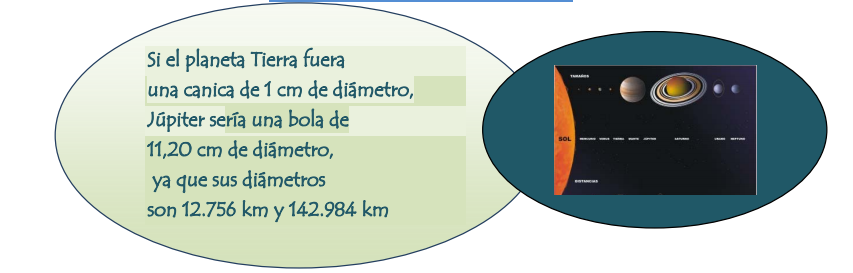 Si el planeta Tierra fuera
una canica de 1 cm de diámetro,
Júpiter sería una bola de
11,20 cm de diámetro,
ya que sus diámetros
son 12.756 km y 142.984 km
TAMAÑOS
SOL MERCURIO VENUS TIERRA MARTE JÚPITER SATURNO URANO NEPTUNO
DISTANCIAS